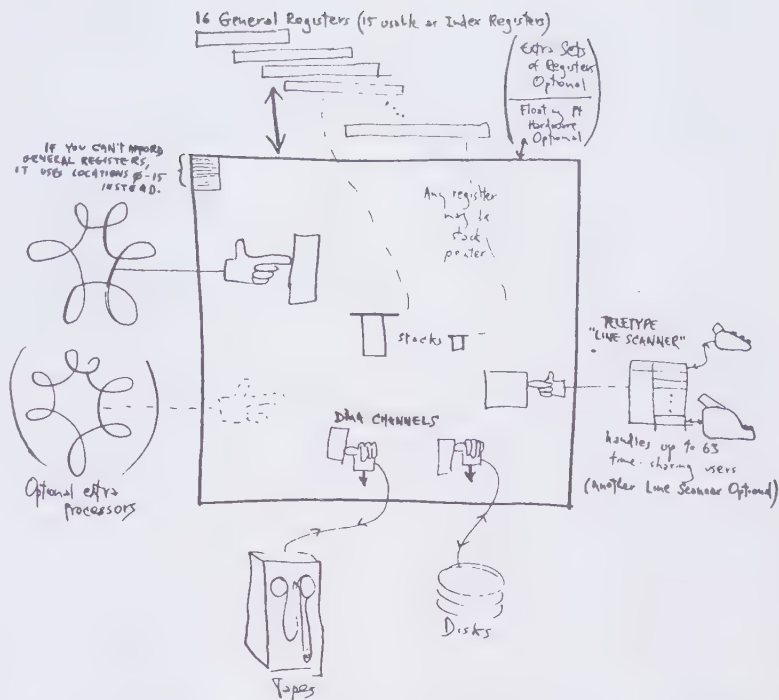 16 General Registers (15 usable as Index Registers)
Extra Sets
of Registers
Optional
Floating Pt
Hardware
Optional
IF YOU CAN'T AFFORD
GENERAL REGISTERS,
IT USES LOCATIONS Ø-15
INSTEAD.
Any register
may be
stack
pointer
stacks
TELETYPE
"LINE SCANNER"
DMA CHANNELS
handles up to 63
time-sharing users
(Another Line Scanner Optional)
Optional extra
processors
Tapes
Disks